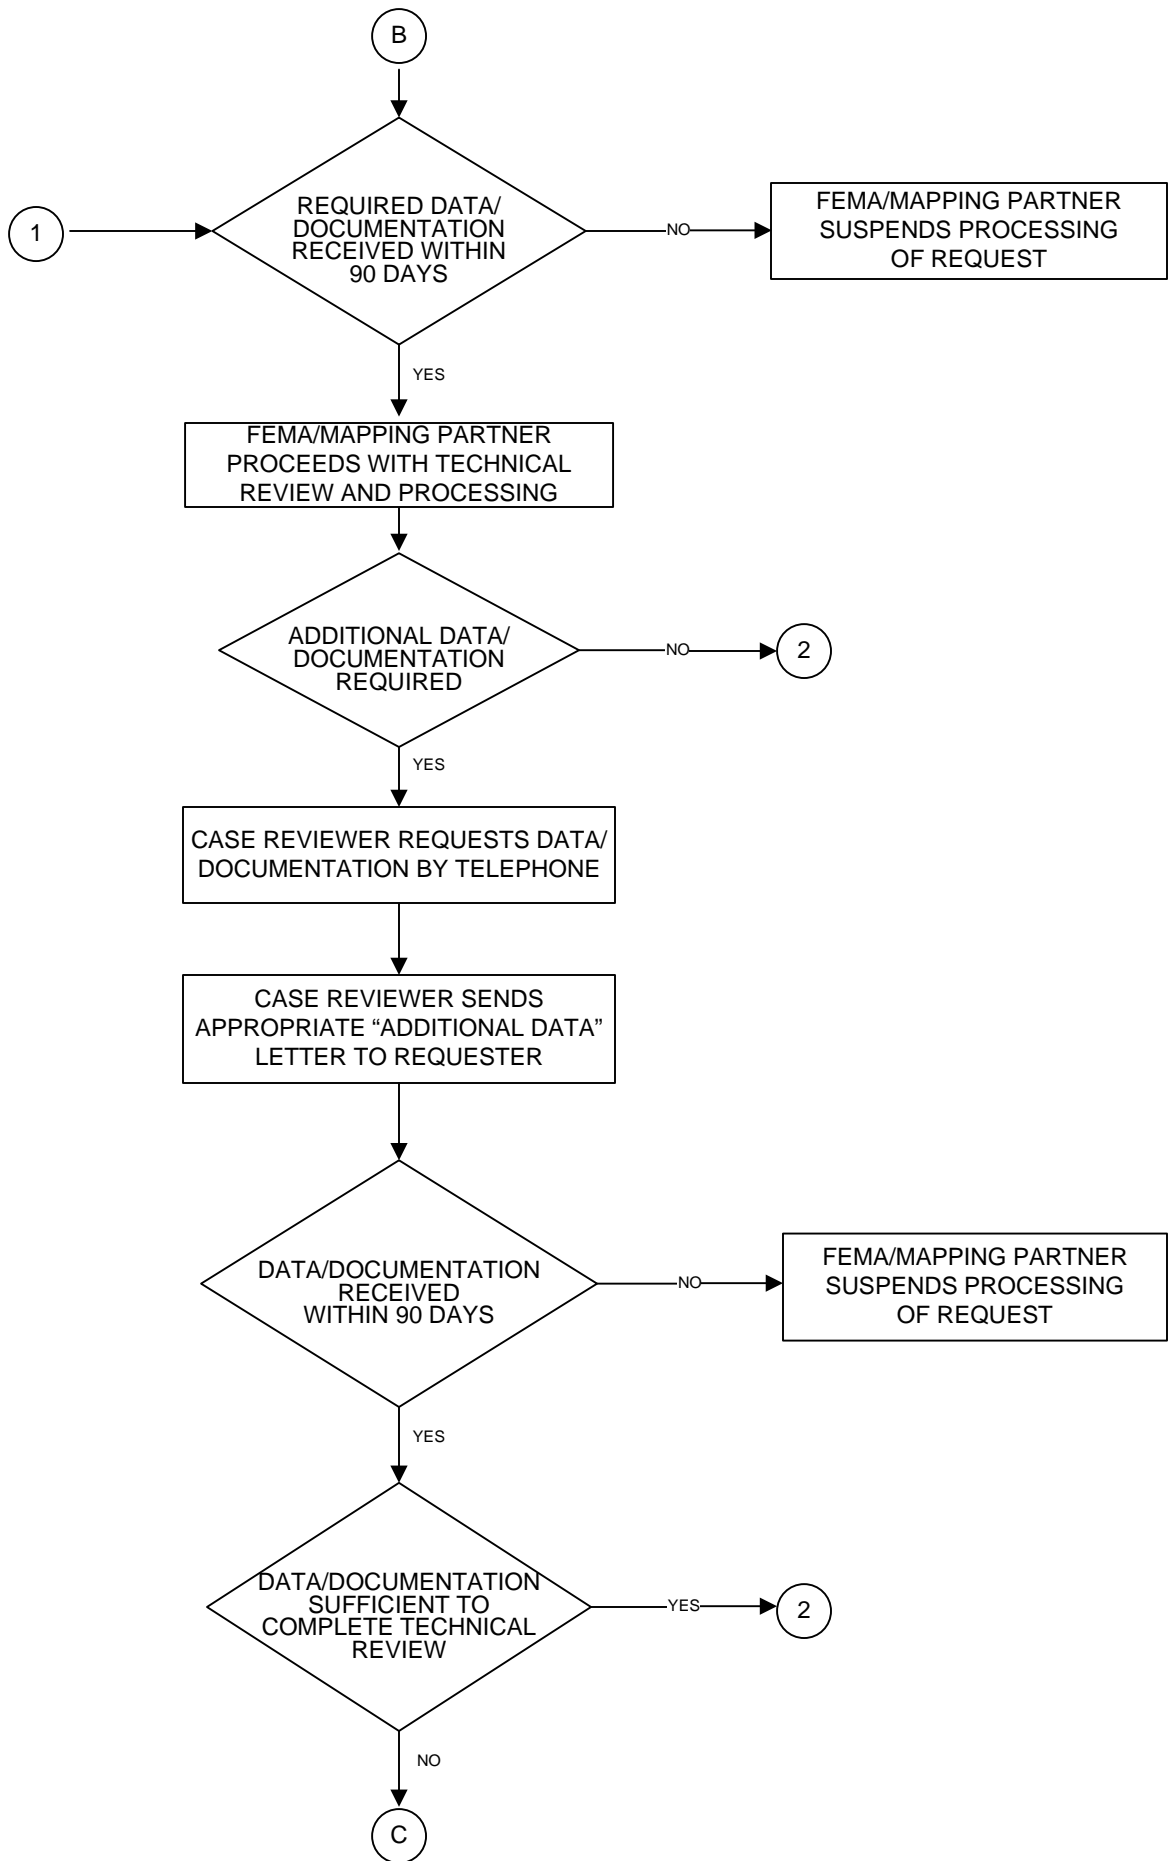 B
1
REQUIRED DATA/
DOCUMENTATION
RECEIVED WITHIN
90 DAYS
NO
FEMA/MAPPING PARTNER
SUSPENDS PROCESSING
OF REQUEST
YES
FEMA/MAPPING PARTNER
PROCEEDS WITH TECHNICAL
REVIEW AND PROCESSING
ADDITIONAL DATA/
DOCUMENTATION
REQUIRED
NO
2
YES
CASE REVIEWER REQUESTS DATA/
DOCUMENTATION BY TELEPHONE
CASE REVIEWER SENDS
APPROPRIATE “ADDITIONAL DATA”
LETTER TO REQUESTER
DATA/DOCUMENTATION
RECEIVED
WITHIN 90 DAYS
NO
FEMA/MAPPING PARTNER
SUSPENDS PROCESSING
OF REQUEST
YES
DATA/DOCUMENTATION
SUFFICIENT TO
COMPLETE TECHNICAL
REVIEW
YES
2
NO
C